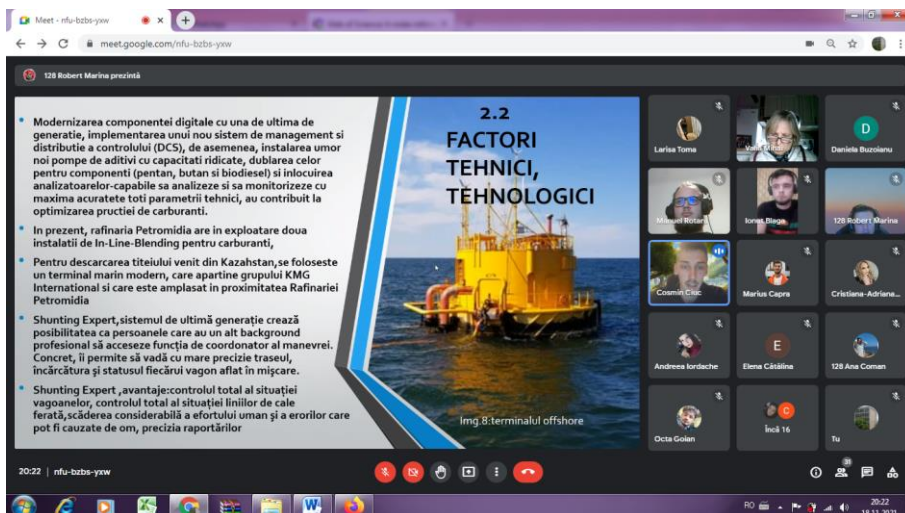 Meet - nfu-bzbs-yxw
meet.google.com/nfu-bzbs-yxw
128 Robert Marina prezintă
Modernizarea componentei digitale cu una de ultima de
generatie, implementarea unui nou sistem de management si
distributie a controlului (DCS), de asemenea, instalarea umor
noi pompe de aditivi cu capacitati ridicate, dublarea celor
pentru componenti (pentan, butan si biodiesel) si inlocuirea
analizatoarelor-capabile sa analizeze si sa monitorizeze cu
maxima acuratete toti parametrii tehnici, au contribuit la
optimizarea pructiei de carburanti.
In prezent, rafinaria Petromidia are in exploatare doua
instalatii de In-Line-Blending pentru carburanti,
Pentru descarcarea titeiului venit din Kazahstan,se foloseste
un terminal marin modern, care apartine grupului KMG
International si care este amplasat in proximitatea Rafinariei
Petromidia
Shunting Expert,sistemul de ultimă generație crează
posibilitatea ca persoanele care au un alt background
profesional să acceseze funcția de coordonator al manevrei.
Concret, îi permite să vadă cu mare precizie traseul,
încărcătura și statusul fiecărui vagon aflat în mișcare.
Shunting Expert ,avantaje:controlul total al situației
vagoanelor, controlul total al situației liniilor de cale
ferată,scăderea considerabilă a efortului uman și a erorilor care
pot fi cauzate de om, precizia raportărilor
2.2
FACTORI
TEHNICI,
TEHNOLOGICI
Img.8:terminalul offshore
Larisa Toma
Daniela Buzoianu
D
Manuel Rotaru
Ionut Blaga
128 Robert Marina
Cosmin Ciuc
Marius Capra
Cristiana-Adriana...
Andreea Iordache
E
Elena Cătălina
128 Ana Coman
Octa Goian
C
Încă 16
Tu
20:22 | nfu-bzbs-yxw
31
RO
20:22
18.11.2021